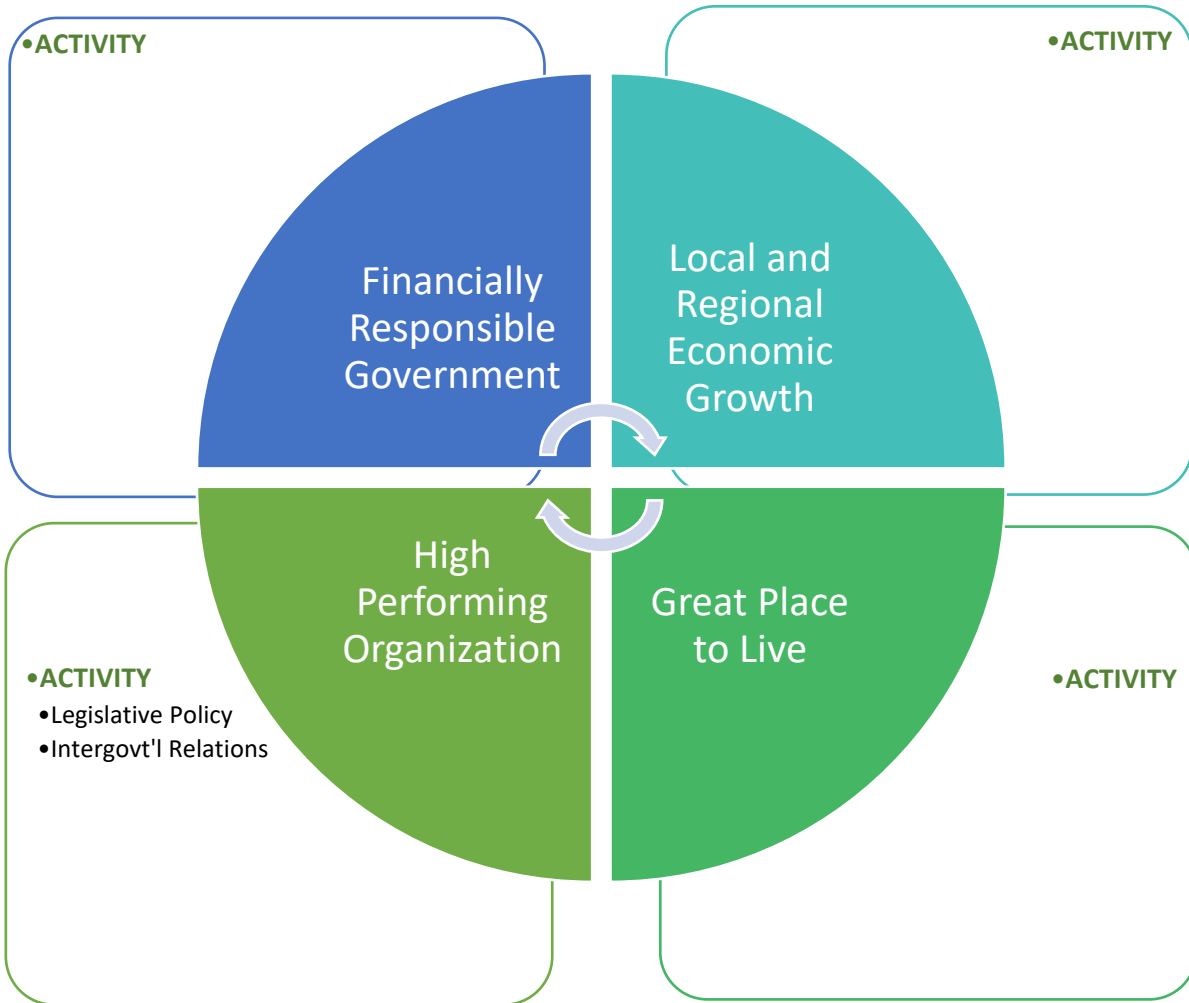 •ACTIVITY
•ACTIVITY
Financially
Responsible
Government
Local and
Regional
Economic
Growth
High
Performing
Organization
Great Place
to Live
•ACTIVITY
•Legislative Policy
•Intergovt'l Relations
•ACTIVITY